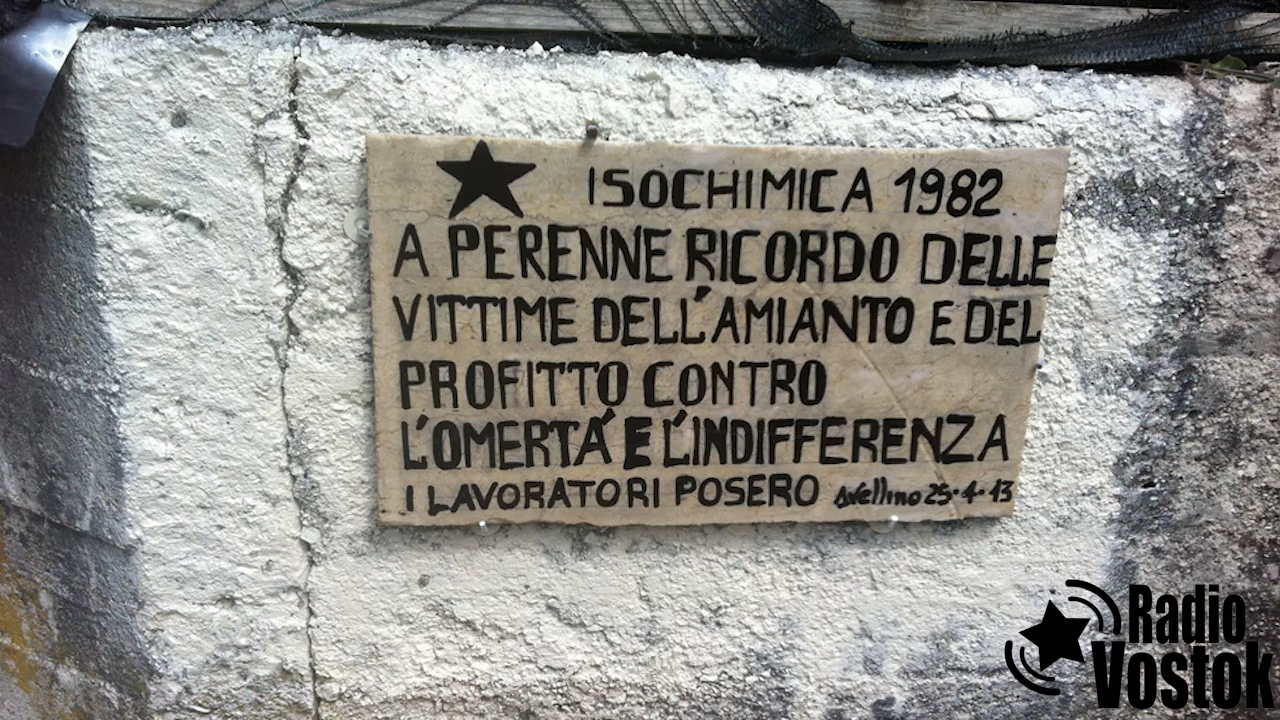 ISOCHIMICA 1982
A PERENNE RICORDO DELLE
VITTIME DELL'AMIANTO E DEL
PROFITTO CONTRO
L'OMERTÁ E L'INDIFFERENZA
I LAVORATORI POSERO Avellino 25·4·13
Radio
Vostok